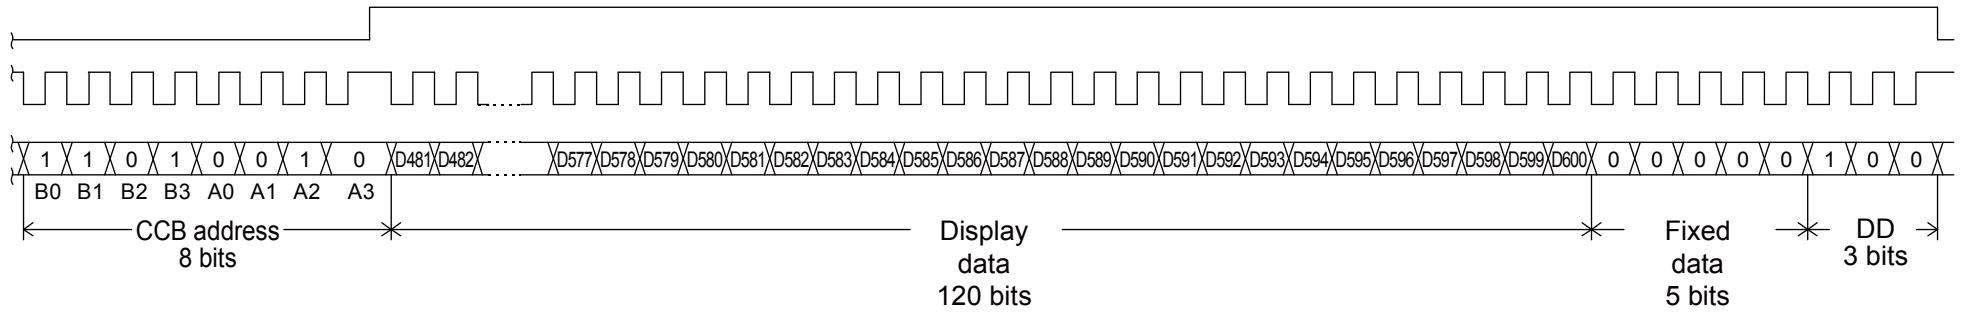 1 1 0 1 0 0 1 0 D481 D482 D577 D578 D579 D580 D581 D582 D583 D584 D585 D586 D587 D588 D589 D590 D591 D592 D593 D594 D595 D596 D597 D598 D599 D600 0 0 0 0 0 1 0 0
B0 B1 B2 B3 A0 A1 A2 A3
CCB address
8 bits
Display
data
120 bits
Fixed
data
5 bits
DD
3 bits